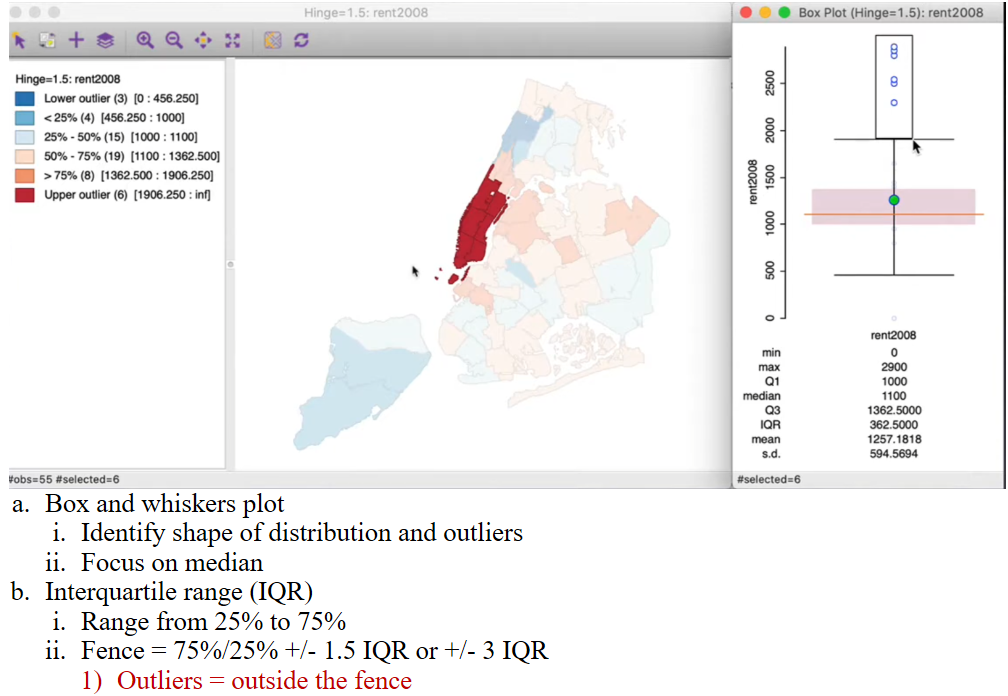 Hinge=1.5: rent2008
Box Plot (Hinge=1.5): rent2008
Hinge=1.5: rent2008
Lower outlier (3) [0 : 456.250]
< 25% (4) [456.250 : 1000]
25% - 50% (15) [1000 : 1100]
50% - 75% (19) [1100 : 1362.500]
> 75% (8) [1362.500 : 1906.250]
Upper outlier (6) [1906.250 : inf]
#obs=55 #selected=6
rent2008
2500
2000
1500
1000
500
0
rent2008
min 0
max 2900
Q1 1000
median 1100
Q3 1362.5000
IQR 362.5000
mean 1257.1818
s.d. 594.5694
#selected=6
a. Box and whiskers plot
i. Identify shape of distribution and outliers
ii. Focus on median
b. Interquartile range (IQR)
i. Range from 25% to 75%
ii. Fence = 75%/25% +/- 1.5 IQR or +/- 3 IQR
1) Outliers = outside the fence